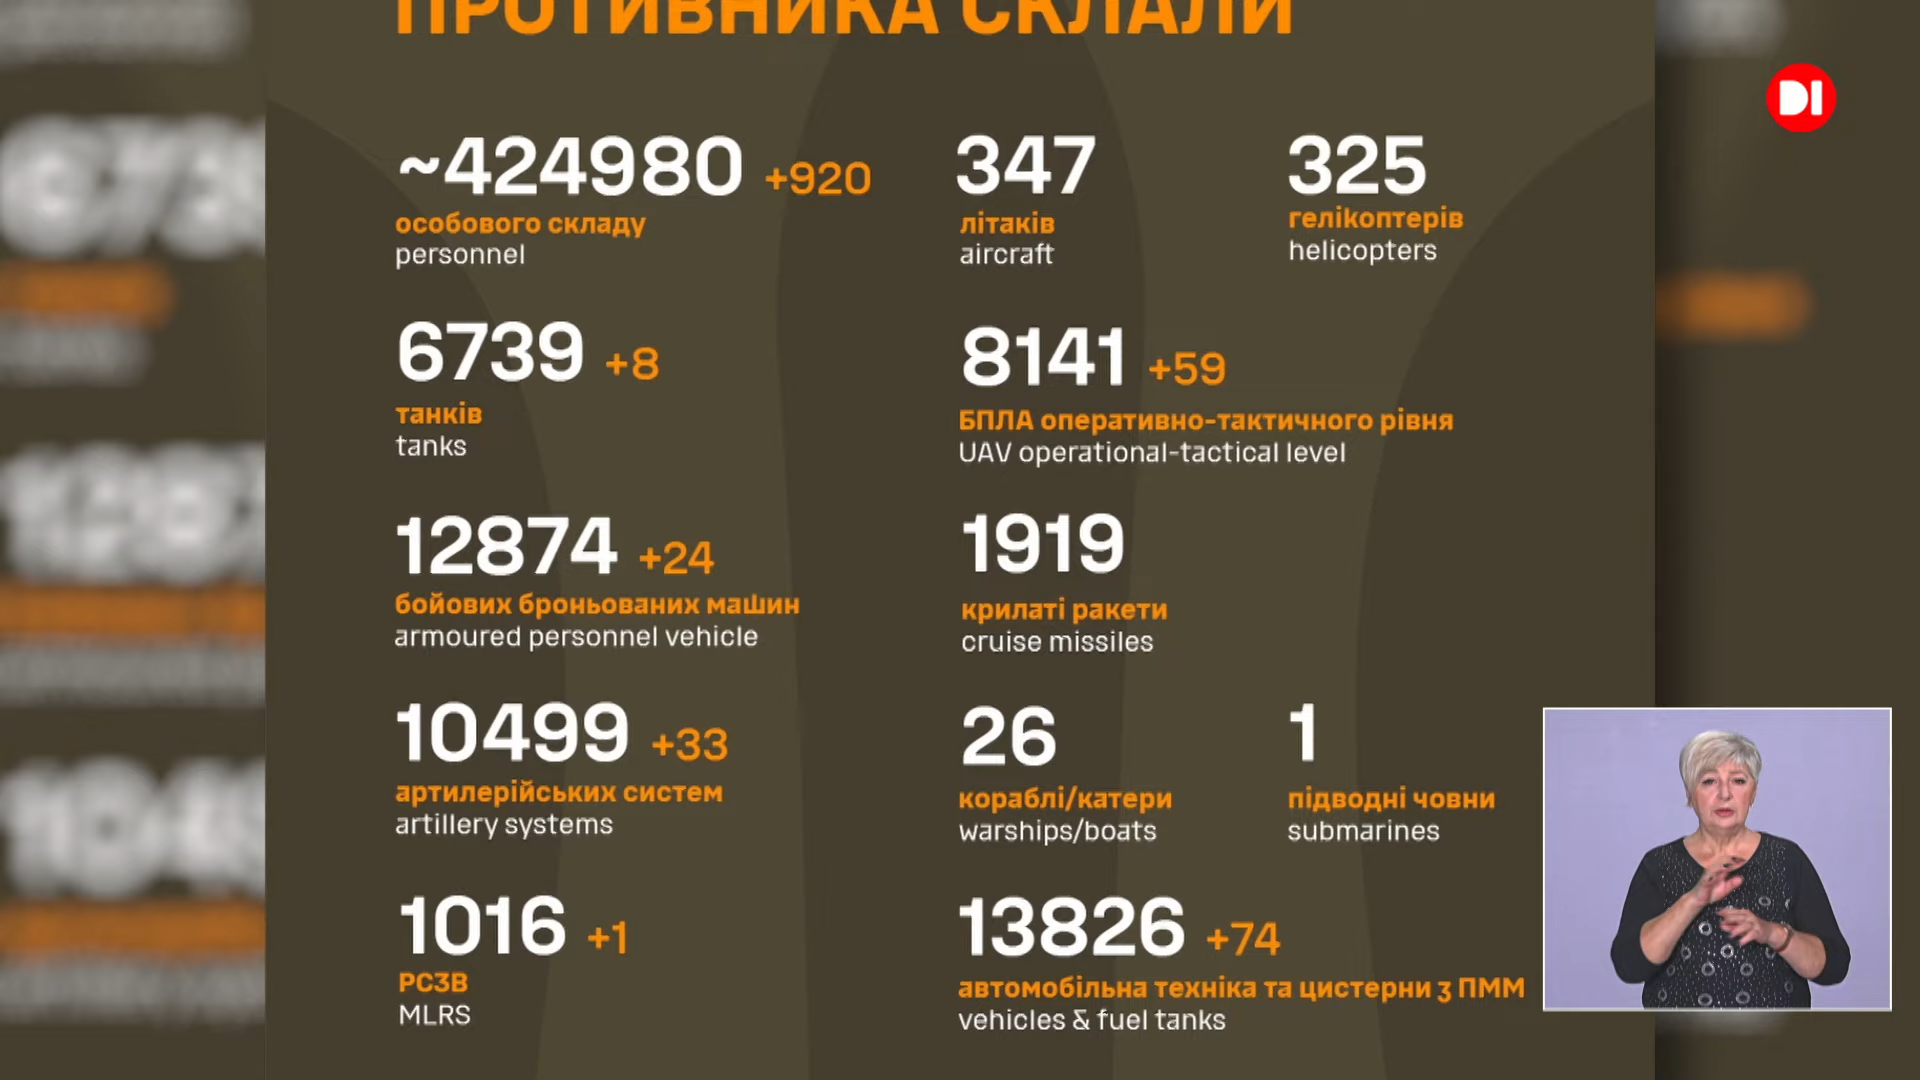 ПРОТИВНИКА СКЛАЛИ
DI
~424980 +920
особового складу
personnel
347
літаків
aircraft
325
гелікоптерів
helicopters
6739 +8
танків
tanks
8141 +59
БПЛА оперативно-тактичного рівня
UAV operational-tactical level
12874 +24
бойових броньованих машин
armoured personnel vehicle
1919
крилаті ракети
cruise missiles
10499 +33
артилерійських систем
artillery systems
26
кораблі/катери
warships/boats
1
підводні човни
submarines
1016 +1
РСЗВ
MLRS
13826 +74
автомобільна техніка та цистерни з ПММ
vehicles & fuel tanks